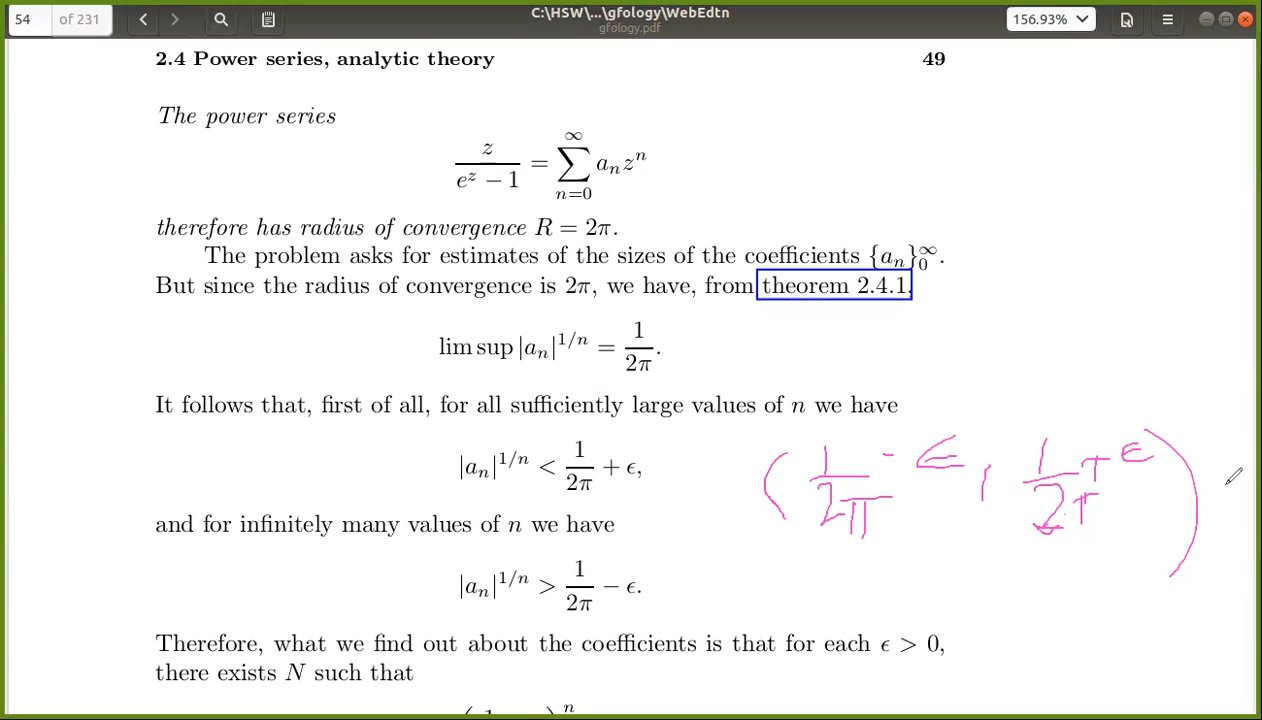 54 of 231 C:\HSW\...\gfology\WebEdtn 156.93%
gfology.pdf
2.4 Power series, analytic theory 49
The power series
z/(e^z − 1) = ∑_{n=0}^{∞} a_n z^n
therefore has radius of convergence R = 2π.
The problem asks for estimates of the sizes of the coefficients {a_n}_0^∞.
But since the radius of convergence is 2π, we have, from theorem 2.4.1,
lim sup |a_n|^{1/n} = 1/2π.
It follows that, first of all, for all sufficiently large values of n we have
|a_n|^{1/n} < 1/2π + ϵ,
(1/2π - ϵ, 1/2π + ϵ)
and for infinitely many values of n we have
|a_n|^{1/n} > 1/2π − ϵ.
Therefore, what we find out about the coefficients is that for each ϵ > 0,
there exists N such that